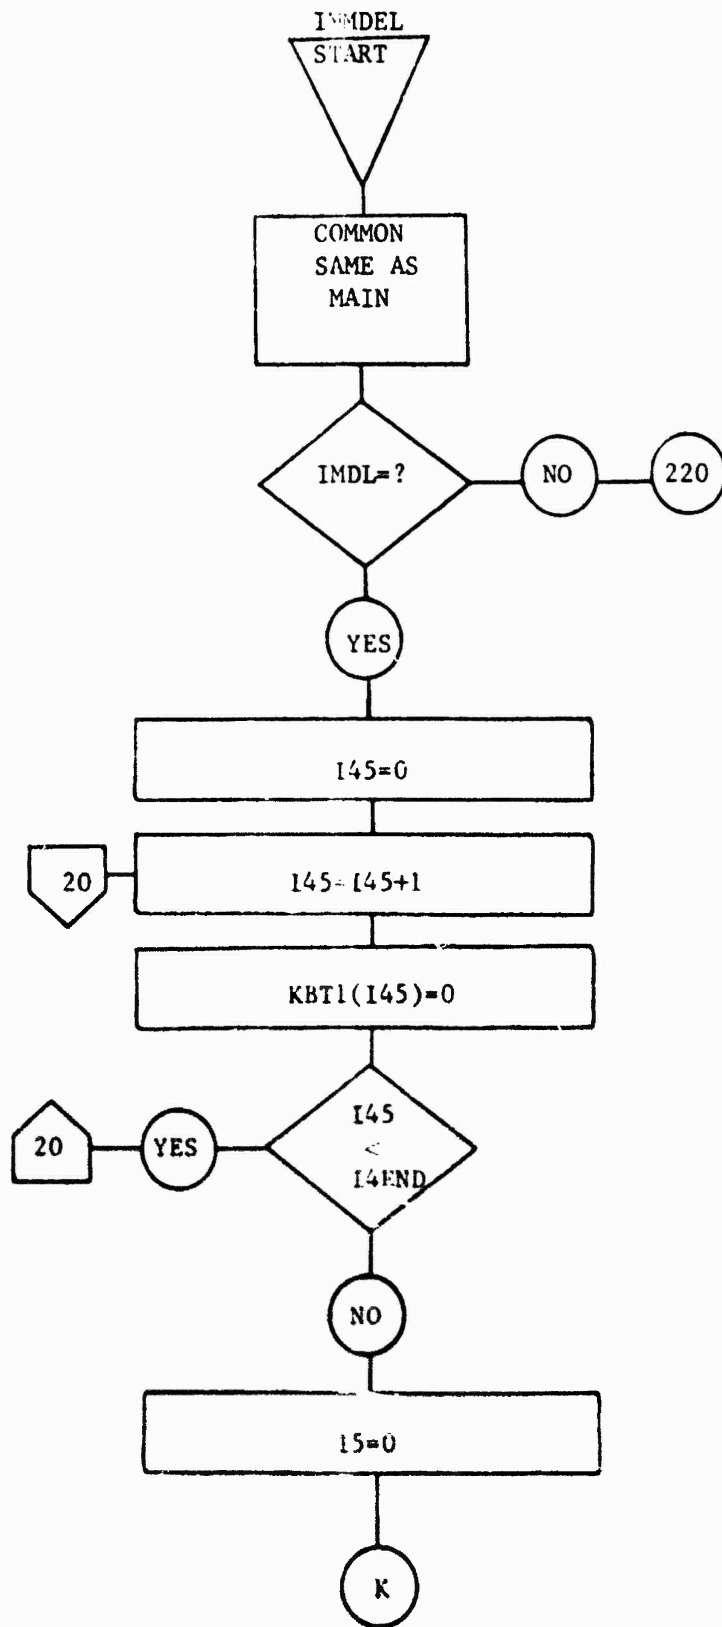 START
COMMON
SAME AS
MAIN
IMDL=?
NO
220
YES
I45=0
20
I45=I45+1
KBT1(I45)=0
I45
<
I4END
20
YES
NO
I5=0
K